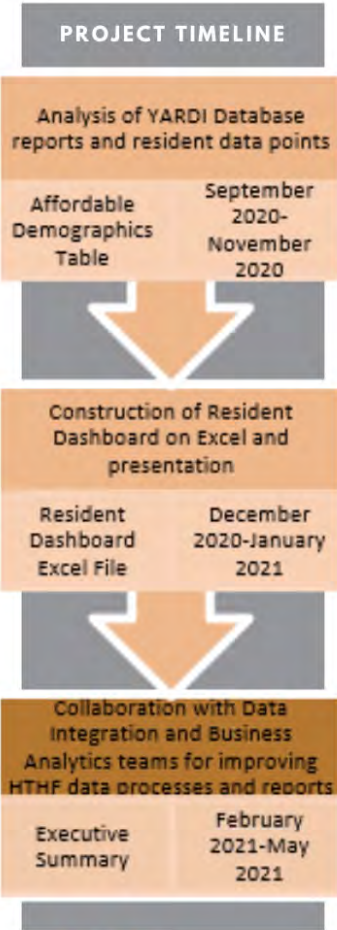 PROJECT TIMELINE
Analysis of YARDI Database
reports and resident data points
Affordable
Demographics
Table
September
2020-
November
2020
Construction of Resident
Dashboard on Excel and
presentation
Resident
Dashboard
Excel File
December
2020-January
2021
Collaboration with Data
Integration and Business
Analytics teams for improving
HTHF data processes and reports
Executive
Summary
February
2021-May
2021